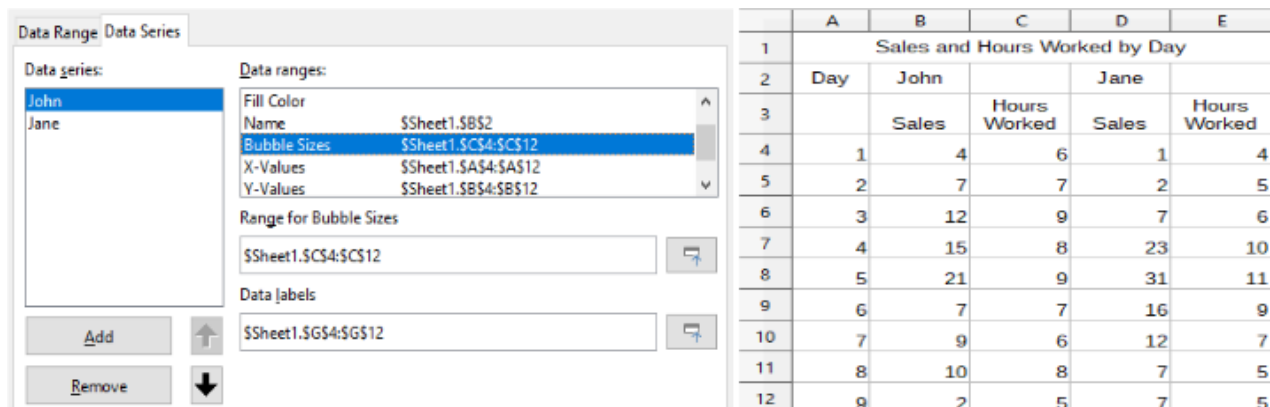 Data Range Data Series
Data series:
John
Jane
Add
Remove
Data ranges:
Fill Color
Name $Sheet1.$B$2
Bubble Sizes $Sheet1.$C$4:$C$12
X-Values $Sheet1.$A$4:$A$12
Y-Values $Sheet1.$B$4:$B$12
Range for Bubble Sizes
$Sheet1.$C$4:$C$12
Data labels
$Sheet1.$G$4:$G$12
A B C D E
1 Sales and Hours Worked by Day
2 Day John Jane
3 Sales Hours Worked Sales Hours Worked
4 1 4 6 1 4
5 2 7 7 2 5
6 3 12 9 7 6
7 4 15 8 23 10
8 5 21 9 31 11
9 6 7 7 16 9
10 7 9 6 12 7
11 8 10 8 7 5
12 9 2 5 7 5